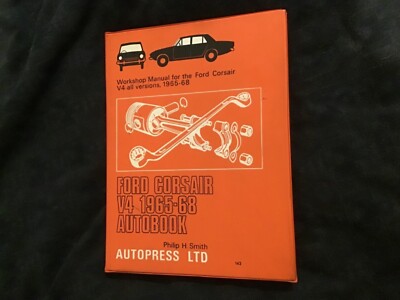 Workshop Manual for the Ford Corsair
V4 all versions, 1965-68
FORD CORSAIR
V4 1965-68
AUTOBOOK
Philip H Smith
AUTOPRESS LTD